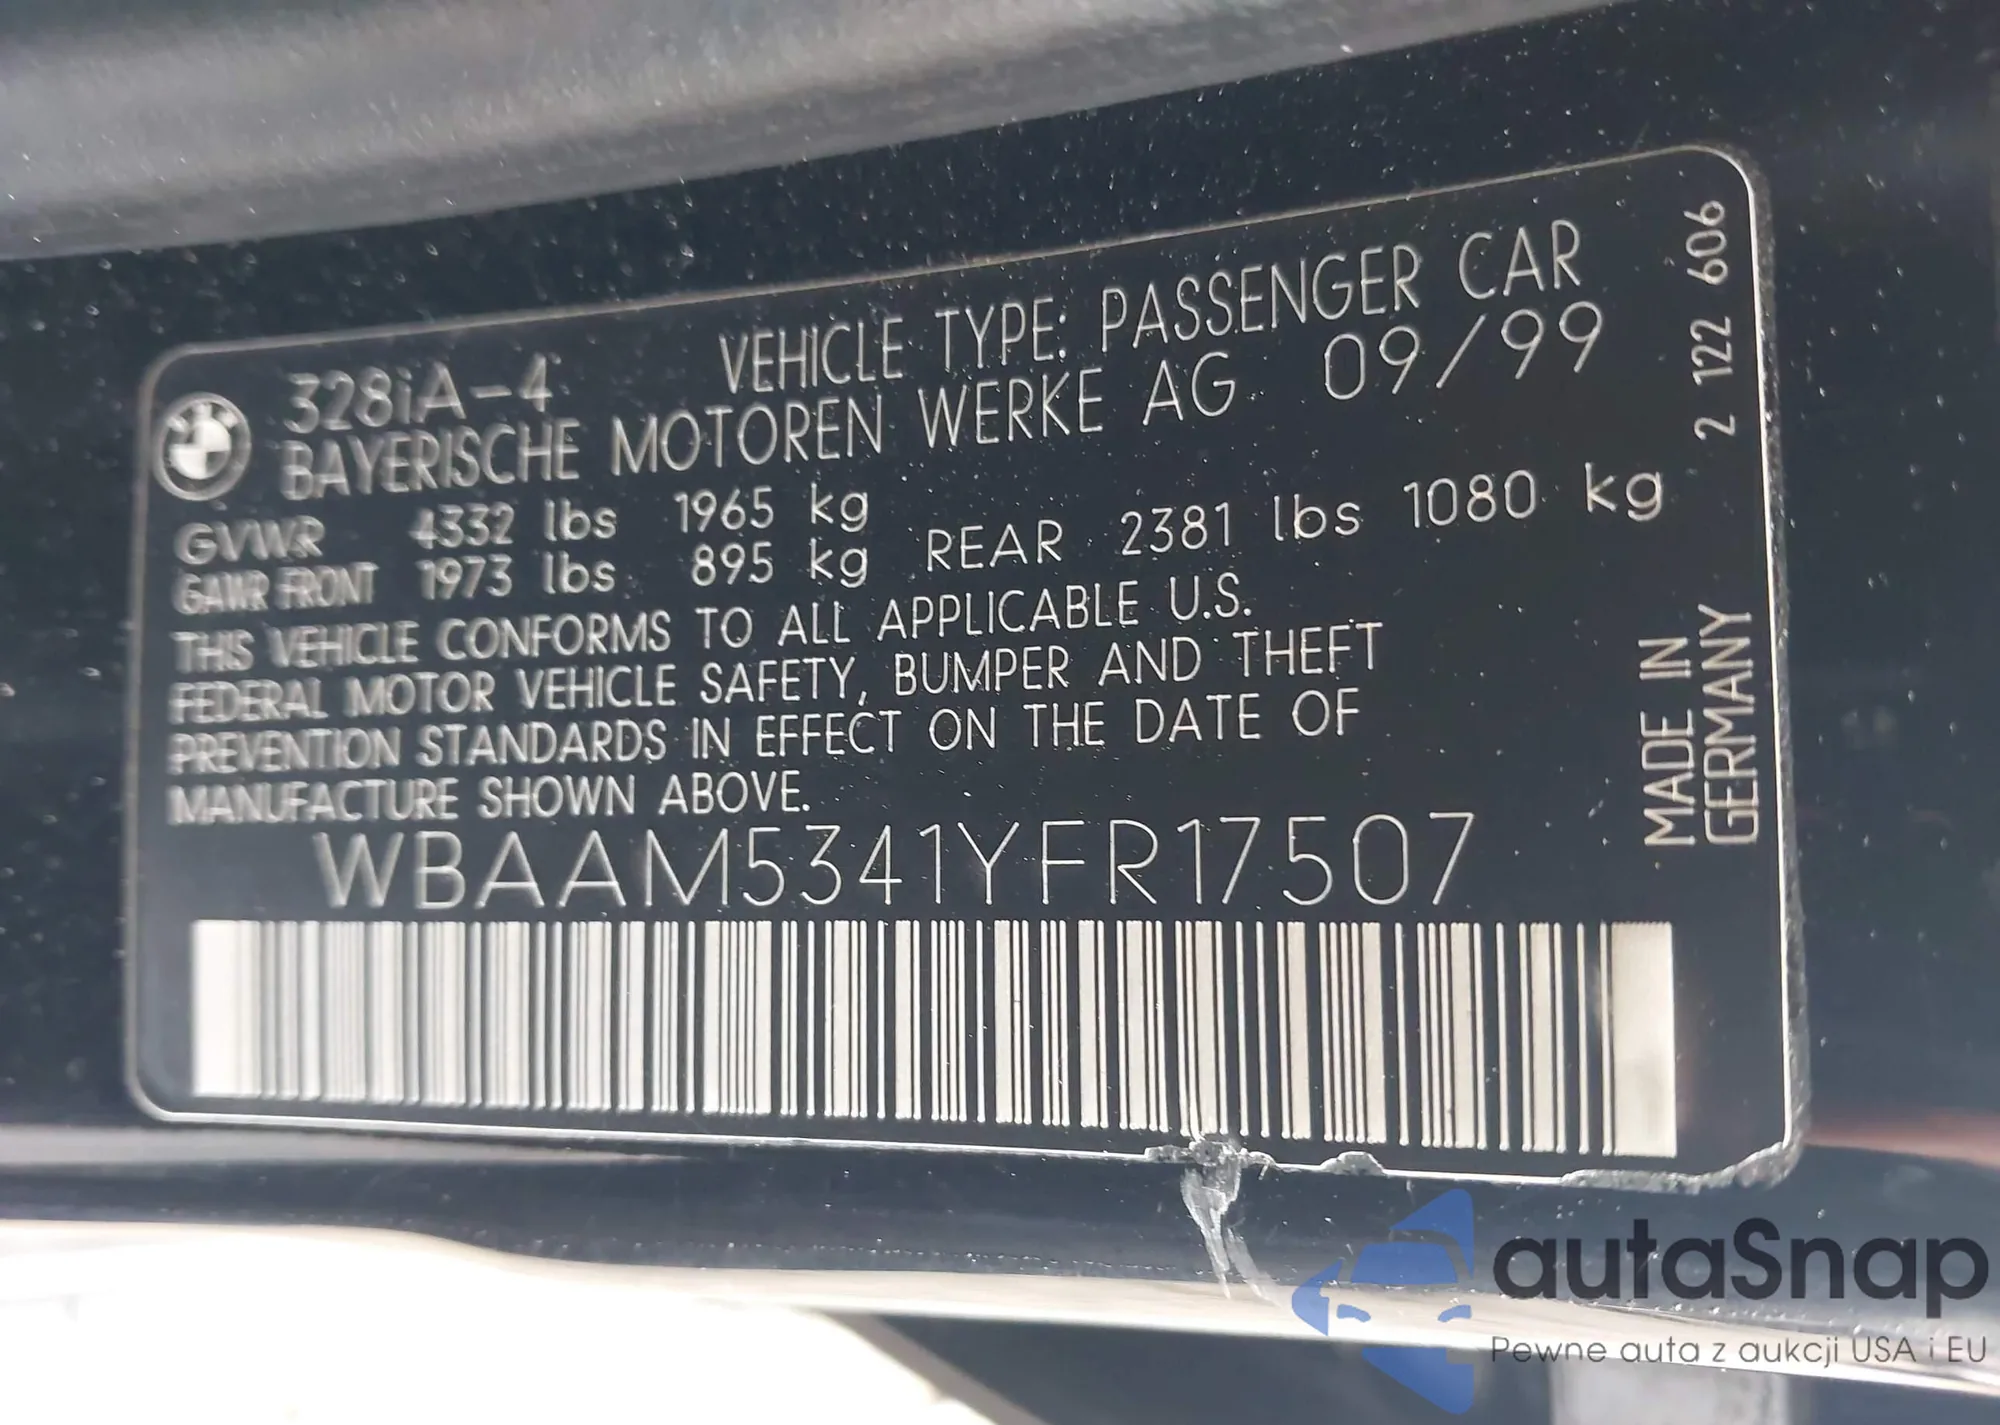 328iA-4 VEHICLE TYPE: PASSENGER CAR
BAYERISCHE MOTOREN WERKE AG 09/99
GVWR 4332 lbs 1965 kg
GAWR FRONT 1973 lbs 895 kg REAR 2381 lbs 1080 kg
THIS VEHICLE CONFORMS TO ALL APPLICABLE U.S.
FEDERAL MOTOR VEHICLE SAFETY, BUMPER AND THEFT
PREVENTION STANDARDS IN EFFECT ON THE DATE OF
MANUFACTURE SHOWN ABOVE.
WBAAM5341YFR17507
2 122 606
MADE IN
GERMANY
autaSnap
Pewne auta z aukcji USA i EU